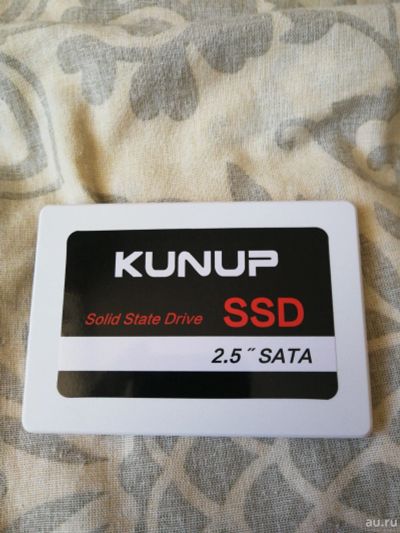 KUNUP
Solid State Drive SSD
2.5" SATA
au.ru